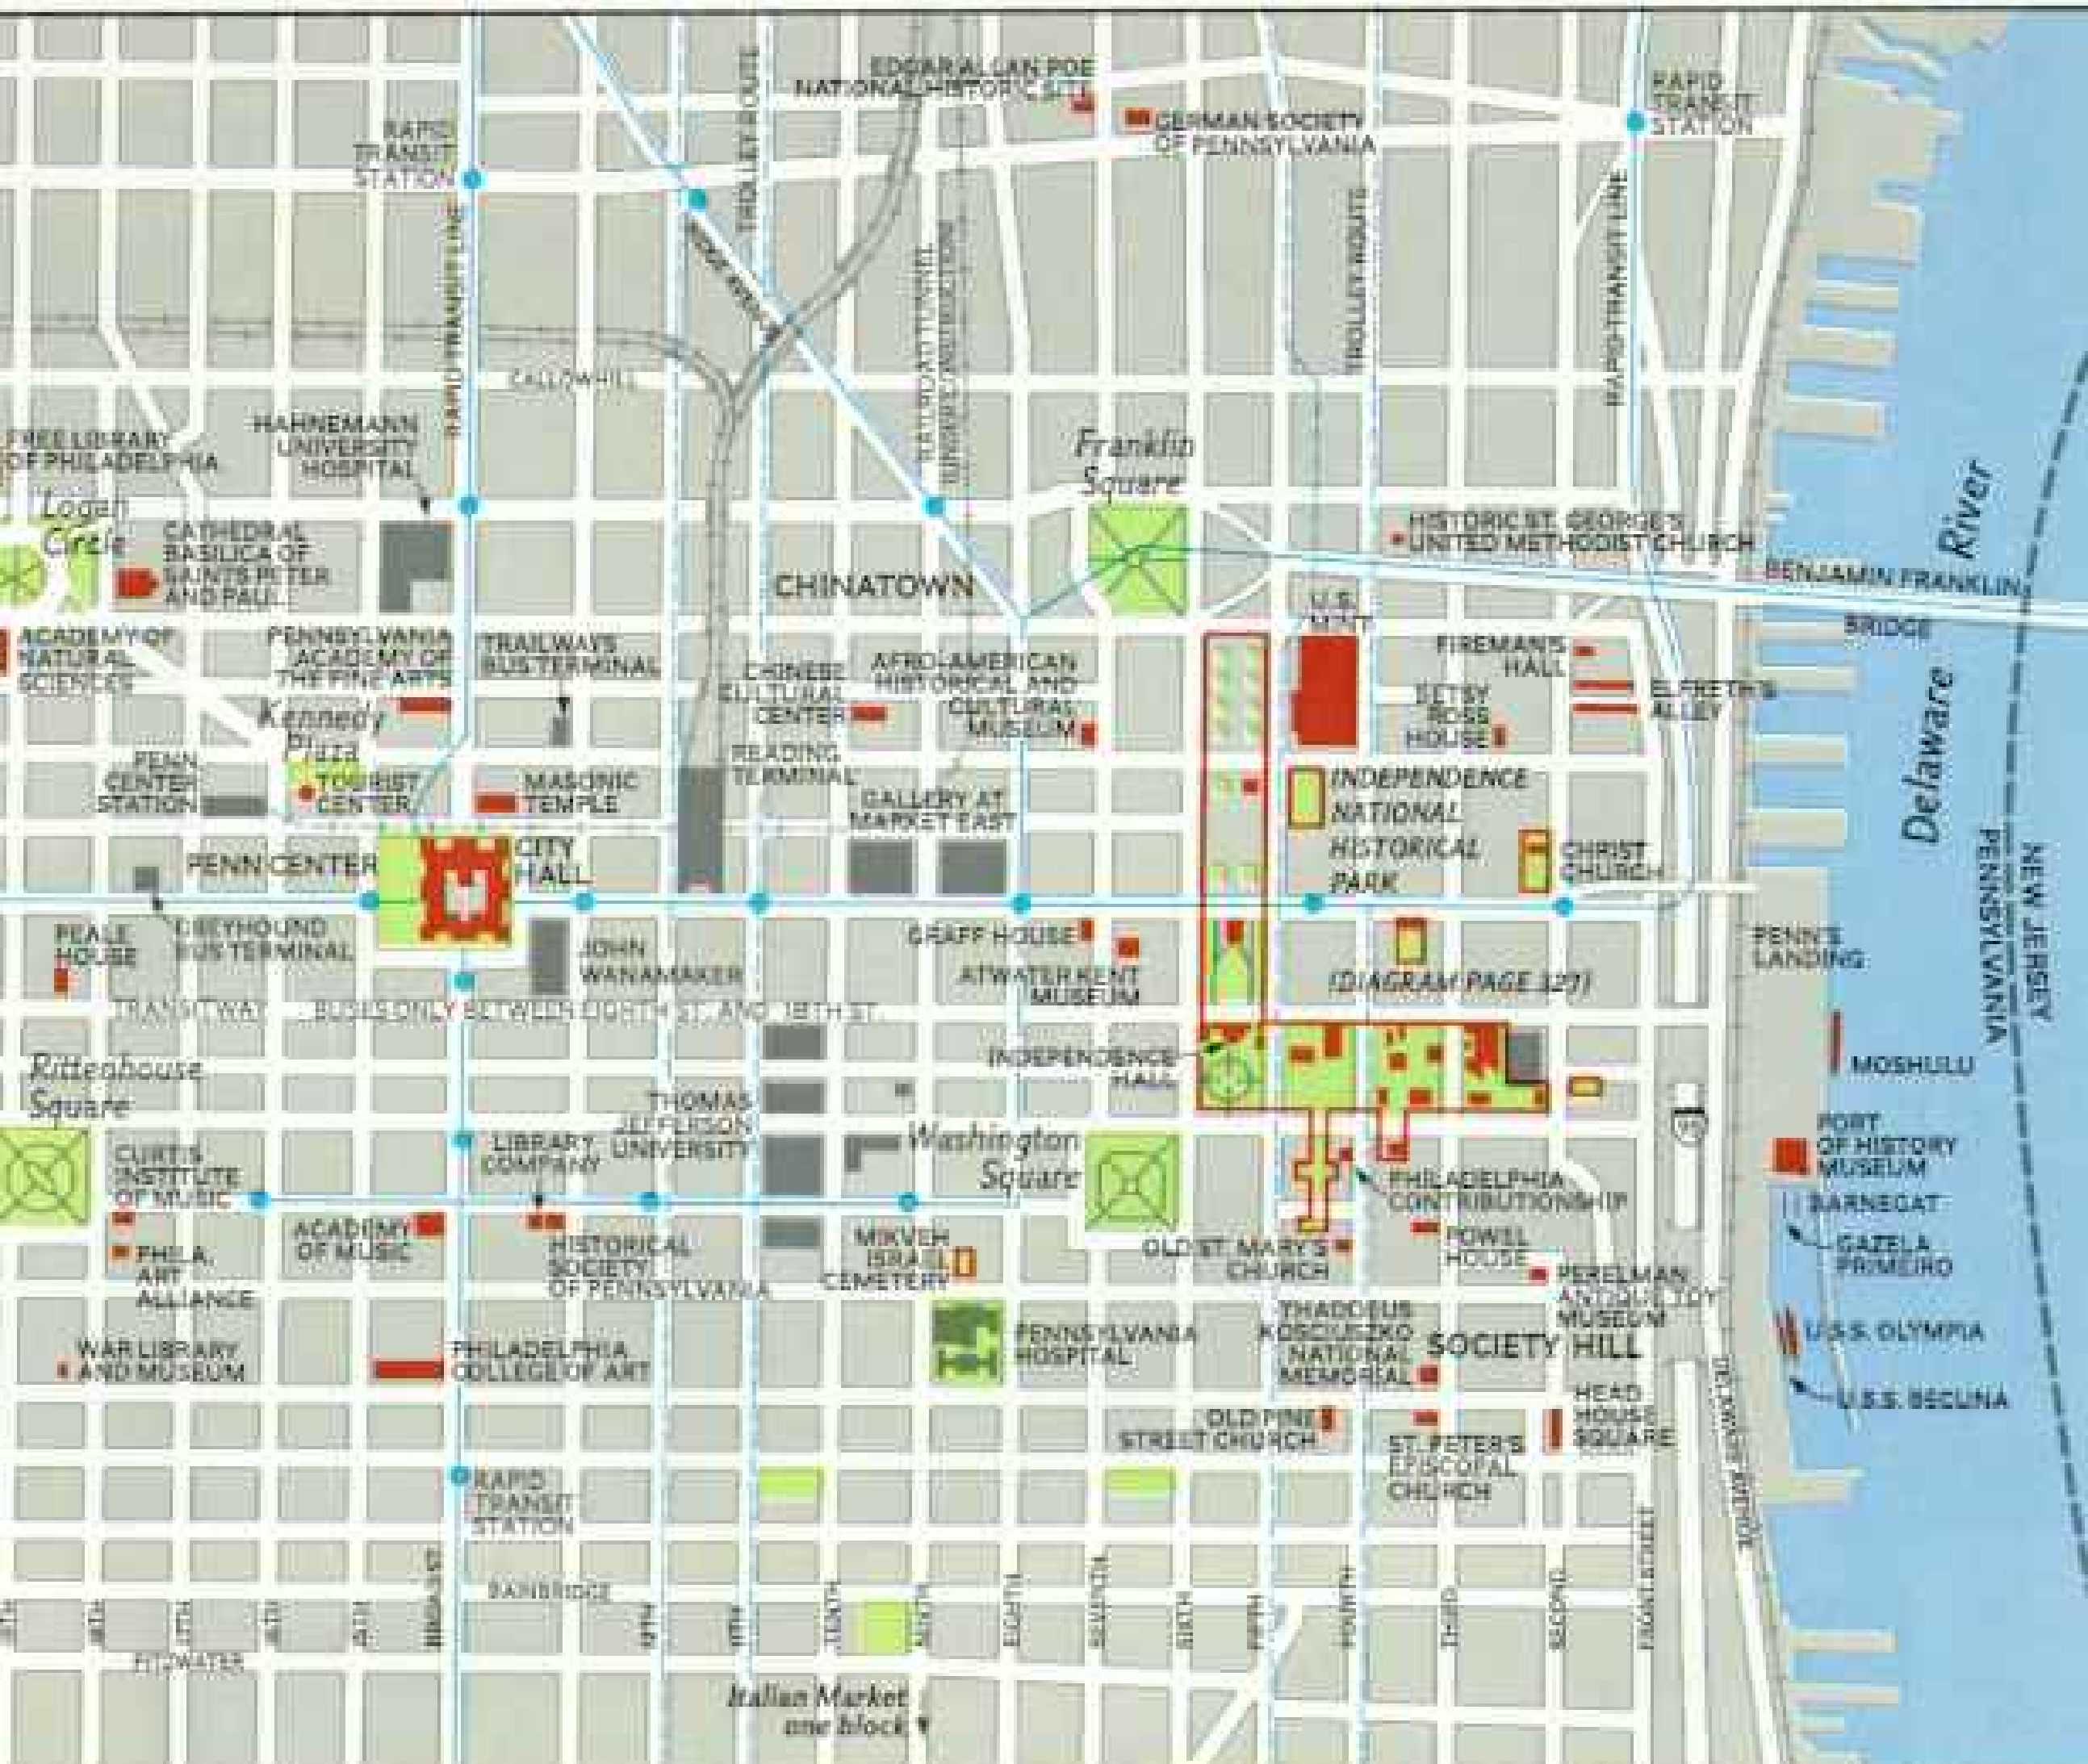 EDGAR ALLAN POE
NATIONAL HISTORIC SITE
GERMAN SOCIETY
OF PENNSYLVANIA
RAPID
TRANSIT
STATION
RAPID
TRANSIT
STATION
TROLLEY ROUTE
TROLLEY ROUTE
RAPID TRANSIT LINE
RAPID TRANSIT LINE
RIDGE AVENUE
RAILROAD TUNNEL
(UNDER CONSTRUCTION)
CALLOWHILL
HAHNEMANN
UNIVERSITY
HOSPITAL
FREE LIBRARY
OF PHILADELPHIA
Logan
Circle
CATHEDRAL
BASILICA OF
SAINTS PETER
AND PAUL
Franklin
Square
HISTORIC ST. GEORGE'S
UNITED METHODIST CHURCH
BENJAMIN FRANKLIN
BRIDGE
Delaware River
CHINATOWN
U.S.
MINT
ACADEMY OF
NATURAL
SCIENCES
PENNSYLVANIA
ACADEMY OF
THE FINE ARTS
TRAILWAYS
BUS TERMINAL
CHINESE
CULTURAL
CENTER
AFRO-AMERICAN
HISTORICAL AND
CULTURAL
MUSEUM
FIREMAN'S
HALL
BETSY
ROSS
HOUSE
ELFRETH'S
ALLEY
Kennedy
Plaza
PENN
CENTER
STATION
TOURIST
CENTER
MASONIC
TEMPLE
READING
TERMINAL
GALLERY AT
MARKET EAST
INDEPENDENCE
NATIONAL
HISTORICAL
PARK
CHRIST
CHURCH
PENN CENTER
CITY
HALL
NEW JERSEY
PENNSYLVANIA
PEALE
HOUSE
GREYHOUND
BUS TERMINAL
JOHN
WANAMAKER
GRAFF HOUSE
ATWATER KENT
MUSEUM
(DIAGRAM PAGE 127)
PENN'S
LANDING
TRANSITWAY BUSES ONLY BETWEEN EIGHTH ST. AND 18TH ST.
INDEPENDENCE
HALL
MOSHULU
Rittenhouse
Square
THOMAS
JEFFERSON
UNIVERSITY
LIBRARY
COMPANY
Washington
Square
95
PORT
OF HISTORY
MUSEUM
CURTIS
INSTITUTE
OF MUSIC
PHILADELPHIA
CONTRIBUTIONSHIP
BARNEGAT
GAZELA
PRIMEIRO
ACADEMY
OF MUSIC
HISTORICAL
SOCIETY
OF PENNSYLVANIA
MIKVEH
ISRAEL
CEMETERY
OLD ST. MARY'S
CHURCH
POWEL
HOUSE
PHILA.
ART
ALLIANCE
PERELMAN
ANTIQUE TOY
MUSEUM
PENNSYLVANIA
HOSPITAL
THADDEUS
KOSCIUSZKO
NATIONAL
MEMORIAL
SOCIETY HILL
U.S.S. OLYMPIA
WAR LIBRARY
AND MUSEUM
PHILADELPHIA
COLLEGE OF ART
OLD PINE
STREET CHURCH
ST. PETER'S
EPISCOPAL
CHURCH
HEAD
HOUSE
SQUARE
U.S.S. BECUNA
RAPID
TRANSIT
STATION
BAINBRIDGE
BROAD ST.
TENTH
NINTH
EIGHTH
SEVENTH
SIXTH
FIFTH
FOURTH
THIRD
SECOND
FRONT STREET
FITZWATER
Italian Market
one block